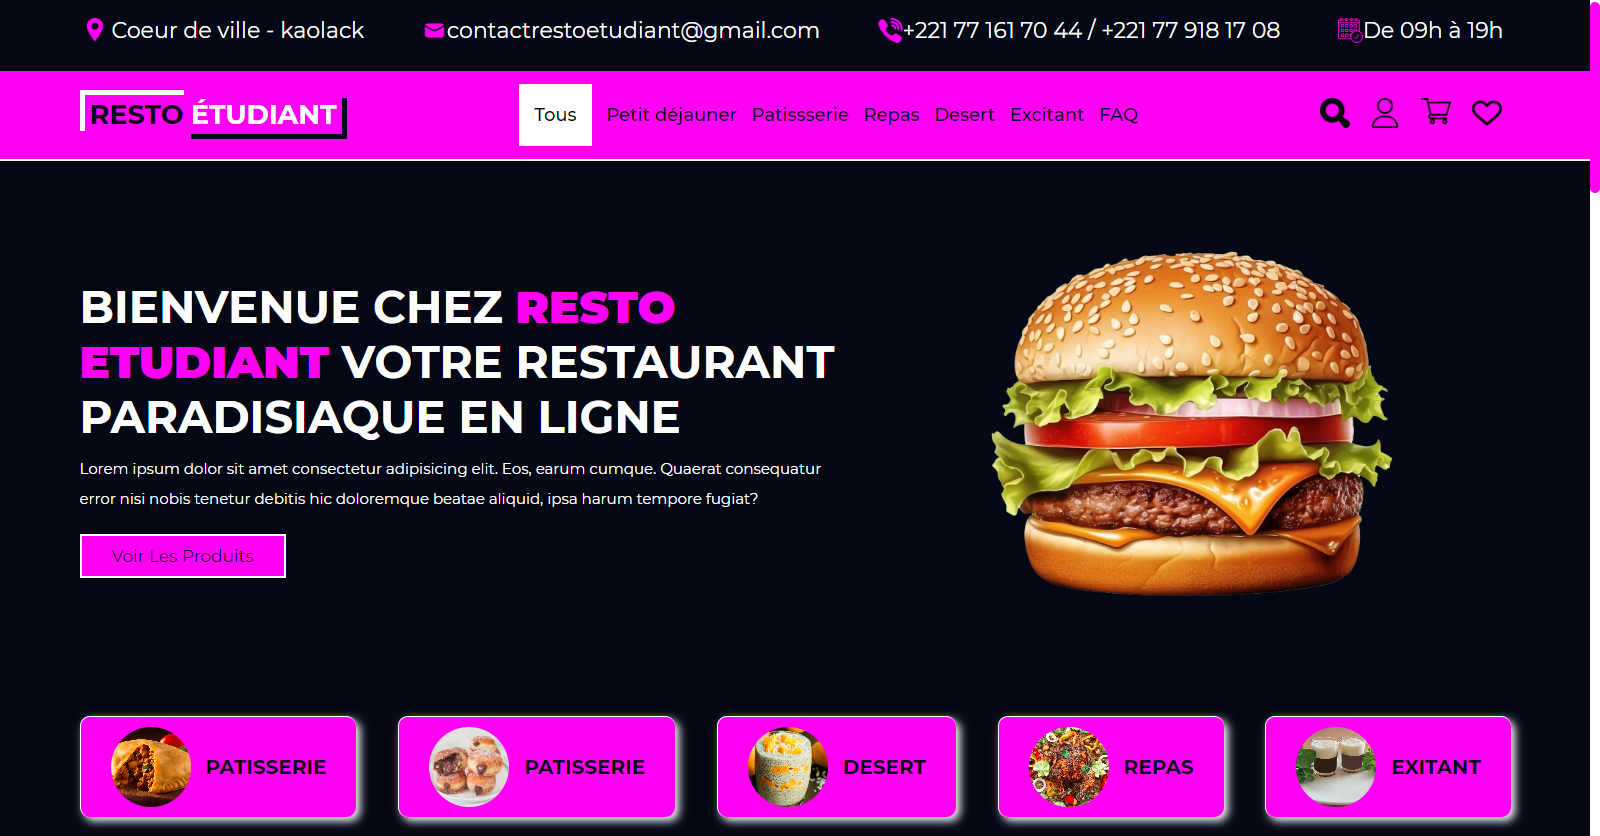 Coeur de ville - kaolack
contactrestoetudiant@gmail.com
+221 77 161 70 44 / +221 77 918 17 08
De 09h à 19h
RESTO ÉTUDIANT
Tous
Petit déjauner
Patissserie
Repas
Desert
Excitant
FAQ
BIENVENUE CHEZ RESTO
ETUDIANT VOTRE RESTAURANT
PARADISIAQUE EN LIGNE
Lorem ipsum dolor sit amet consectetur adipisicing elit. Eos, earum cumque. Quaerat consequatur
error nisi nobis tenetur debitis hic doloremque beatae aliquid, ipsa harum tempore fugiat?
Voir Les Produits
PATISSERIE
PATISSERIE
DESERT
REPAS
EXITANT